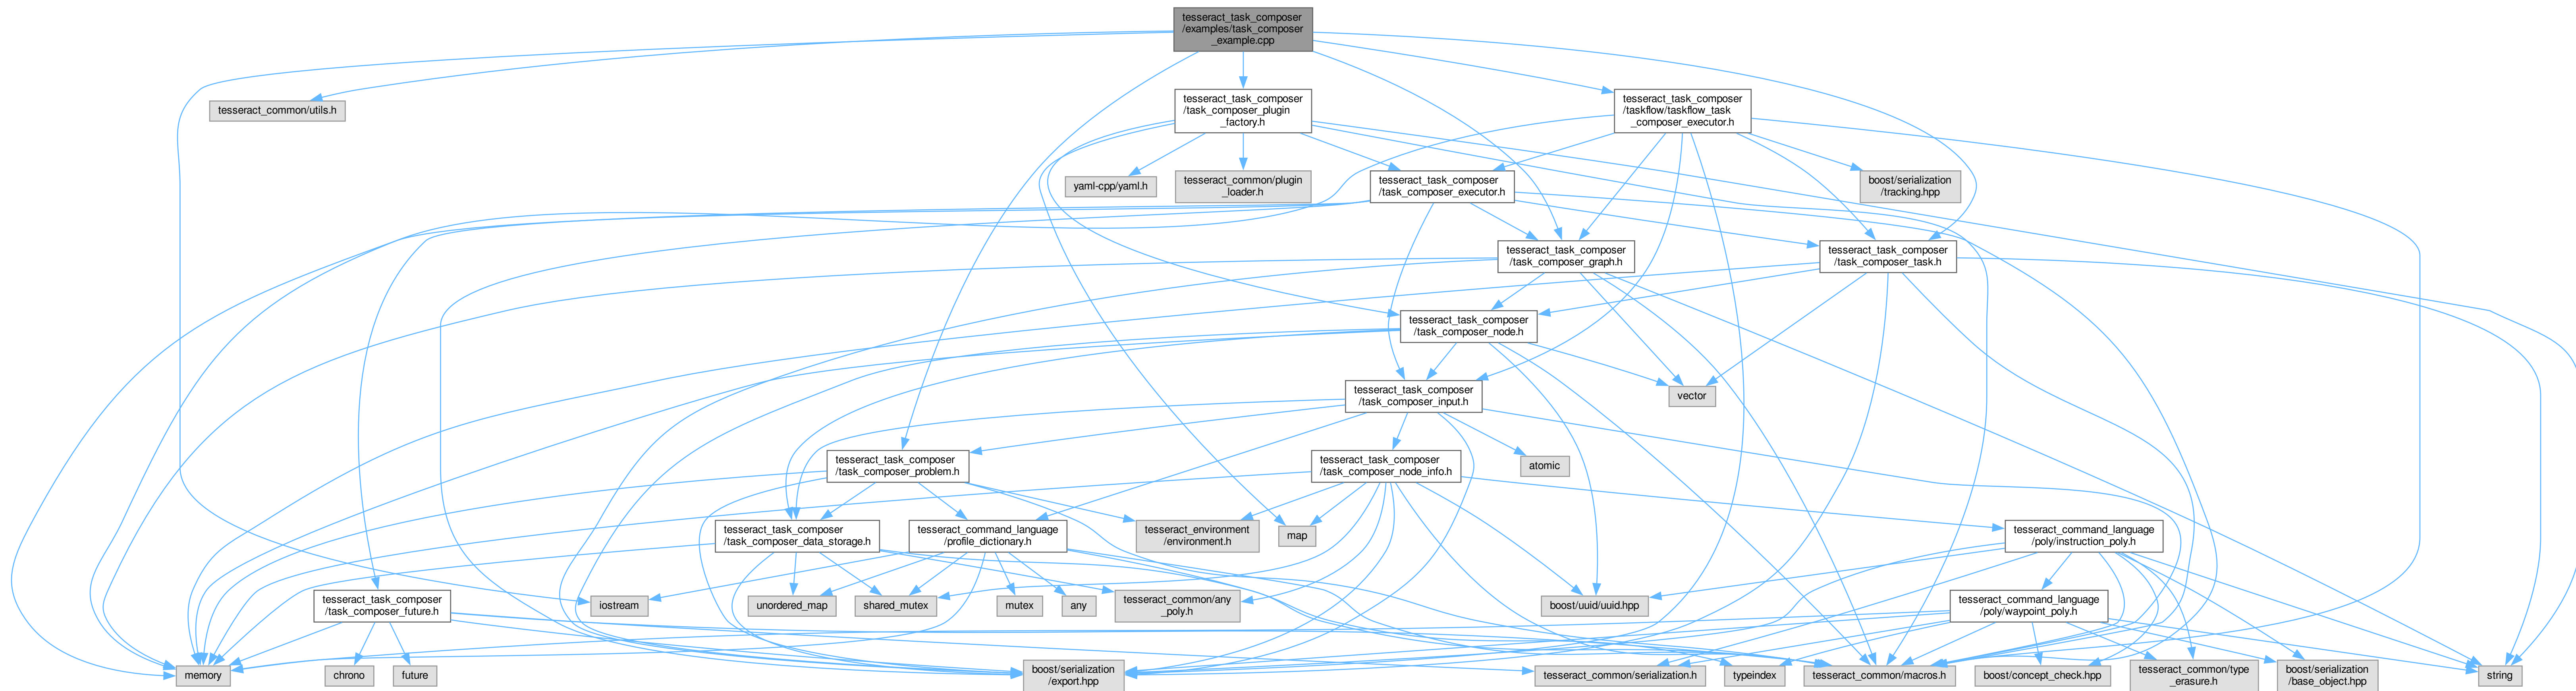 tesseract_task_composer
/examples/task_composer
_example.cpp
tesseract_common/utils.h
tesseract_task_composer
/task_composer_plugin
_factory.h
tesseract_task_composer
/taskflow/taskflow_task
_composer_executor.h
yaml-cpp/yaml.h
tesseract_common/plugin
_loader.h
tesseract_task_composer
/task_composer_executor.h
boost/serialization
/tracking.hpp
tesseract_task_composer
/task_composer_graph.h
tesseract_task_composer
/task_composer_task.h
tesseract_task_composer
/task_composer_node.h
tesseract_task_composer
/task_composer_input.h
vector
tesseract_task_composer
/task_composer_problem.h
tesseract_task_composer
/task_composer_node_info.h
atomic
tesseract_task_composer
/task_composer_data_storage.h
tesseract_command_language
/profile_dictionary.h
tesseract_environment
/environment.h
map
tesseract_command_language
/poly/instruction_poly.h
tesseract_task_composer
/task_composer_future.h
iostream
unordered_map
shared_mutex
mutex
any
tesseract_common/any
_poly.h
boost/uuid/uuid.hpp
tesseract_command_language
/poly/waypoint_poly.h
memory
chrono
future
boost/serialization
/export.hpp
tesseract_common/serialization.h
typeindex
tesseract_common/macros.h
boost/concept_check.hpp
tesseract_common/type
_erasure.h
boost/serialization
/base_object.hpp
string